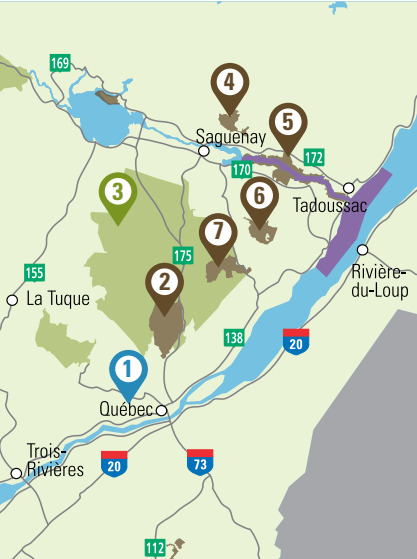 169
4
Saguenay
5
172
170
3
6
Tadoussac
7
175
155
2
Rivière-
du-Loup
La Tuque
138
20
1
Québec
Trois-
Rivières
20
73
112